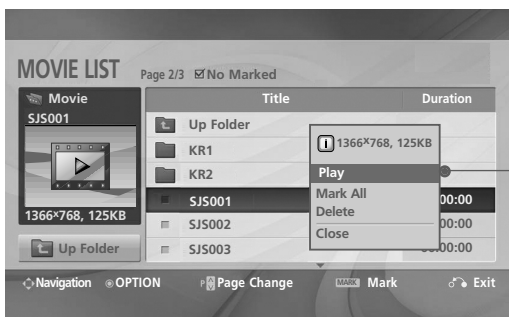 MOVIE LIST
Page 2/3 No Marked
Movie
SJS001
1366×768, 125KB
Up Folder
Title Duration
Up Folder
KR1
KR2
SJS001 00:00
SJS002 00:00
SJS003 00:00
1366×768, 125KB
Play
Mark All
Delete
Close
Navigation OPTION P Page Change MARK Mark Exit